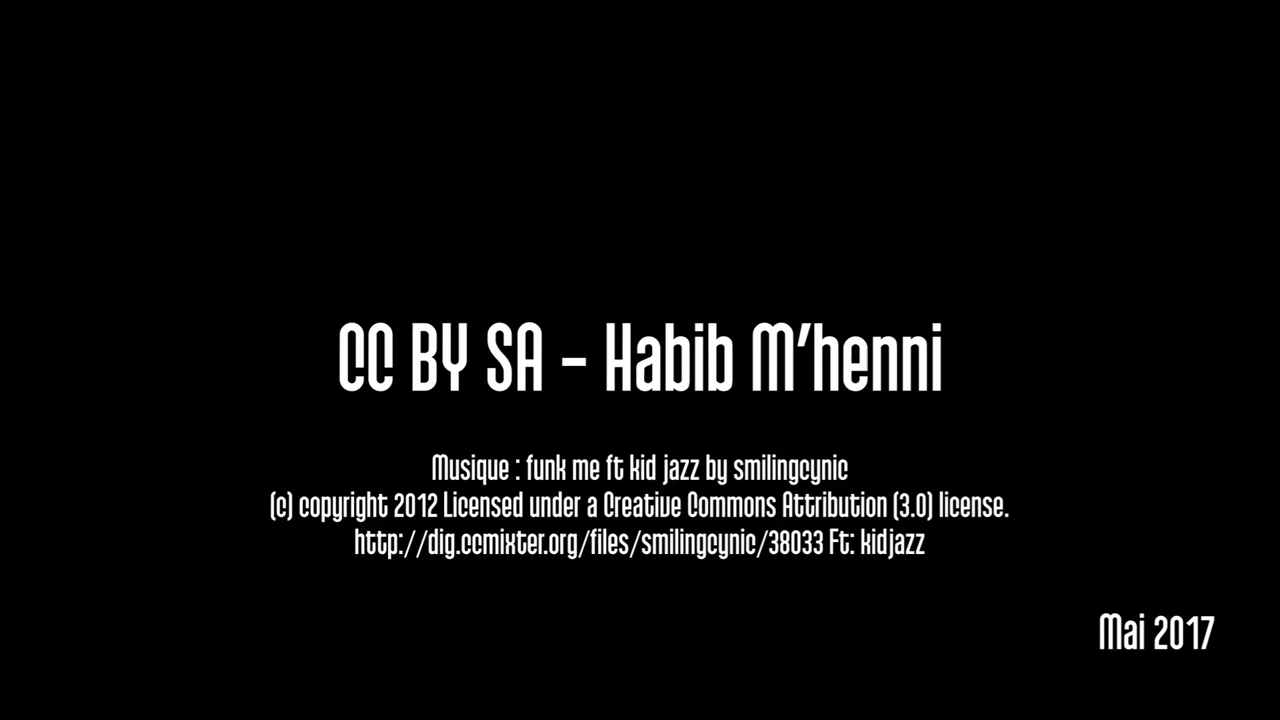 CC BY SA - Habib M'henni
Musique : funk me ft kid jazz by smilingcynic
(c) copyright 2012 Licensed under a Creative Commons Attribution (3.0) license.
http://dig.ccmixter.org/files/smilingcynic/38033 Ft: kidjazz
Mai 2017